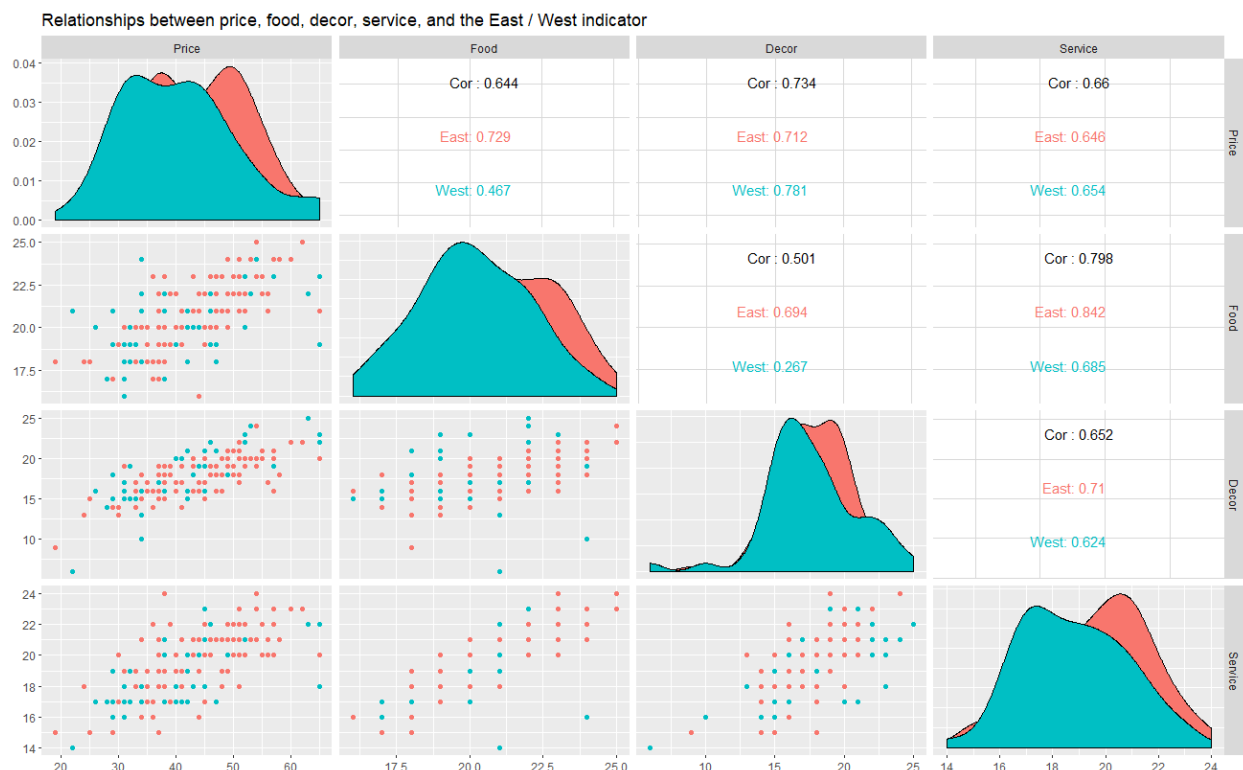 Relationships between price, food, decor, service, and the East / West indicator
Price Food Decor Service
0.04
0.03
0.02
0.01
0.00
Cor : 0.644
East: 0.729
West: 0.467
Cor : 0.734
East: 0.712
West: 0.781
Cor : 0.66
East: 0.646
West: 0.654
Price
25.0
22.5
20.0
17.5
Cor : 0.501
East: 0.694
West: 0.267
Cor : 0.798
East: 0.842
West: 0.685
Food
25
20
15
10
Cor : 0.652
East: 0.71
West: 0.624
Decor
24
22
20
18
16
14
Service
20 30 40 50 60
17.5 20.0 22.5 25.0
10 15 20 25
14 16 18 20 22 24